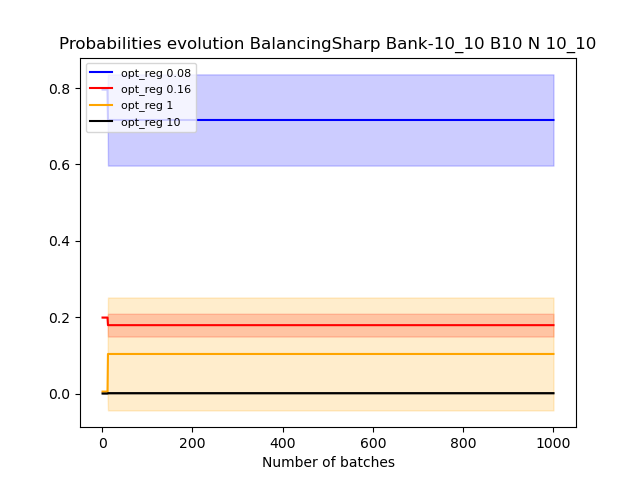 Probabilities evolution BalancingSharp Bank-10_10 B10 N 10_10
opt_reg 0.08
opt_reg 0.16
opt_reg 1
opt_reg 10
0.8
0.6
0.4
0.2
0.0
0 200 400 600 800 1000
Number of batches